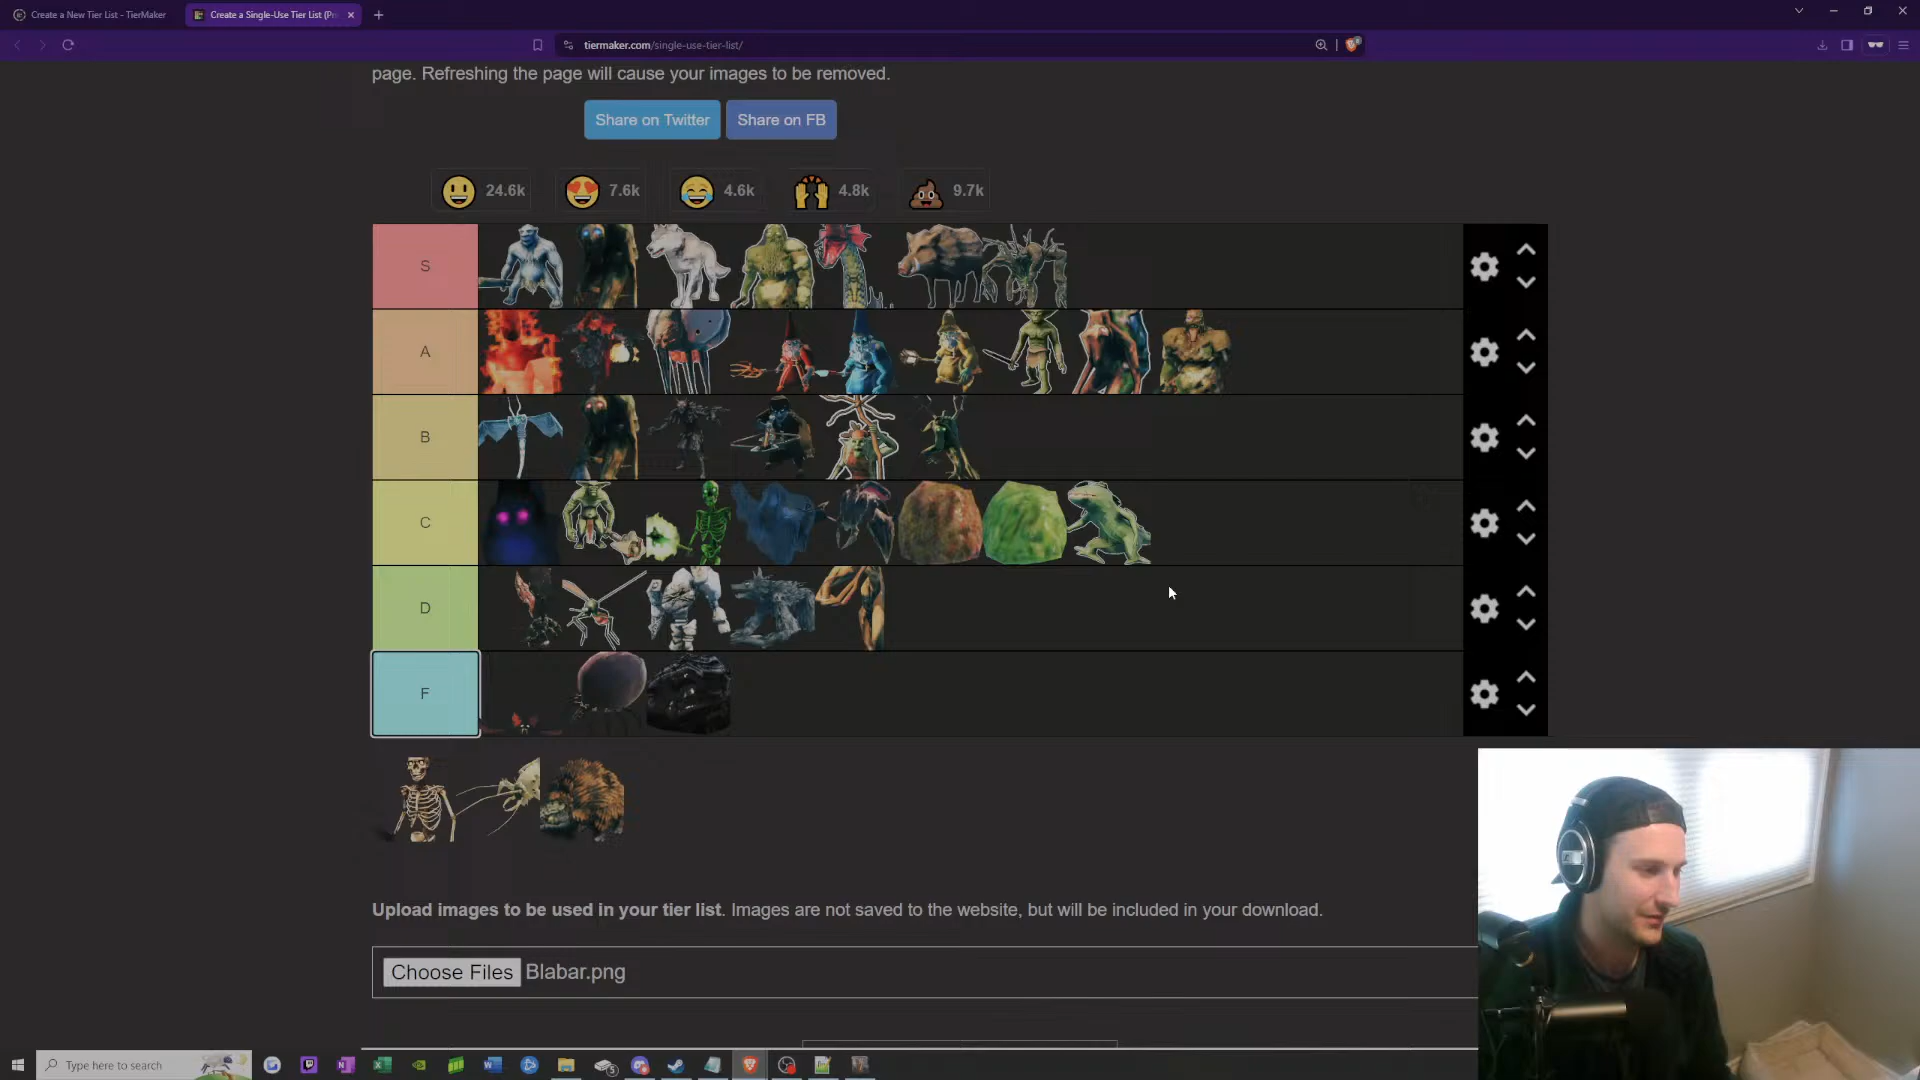 Create a New Tier List - TierMaker
Create a Single-Use Tier List (Pri
tiermaker.com/single-use-tier-list/
page. Refreshing the page will cause your images to be removed.
Share on Twitter
Share on FB
24.6k
7.6k
4.6k
4.8k
9.7k
S
A
B
C
D
F
Upload images to be used in your tier list. Images are not saved to the website, but will be included in your download.
Choose Files Blabar.png
Type here to search